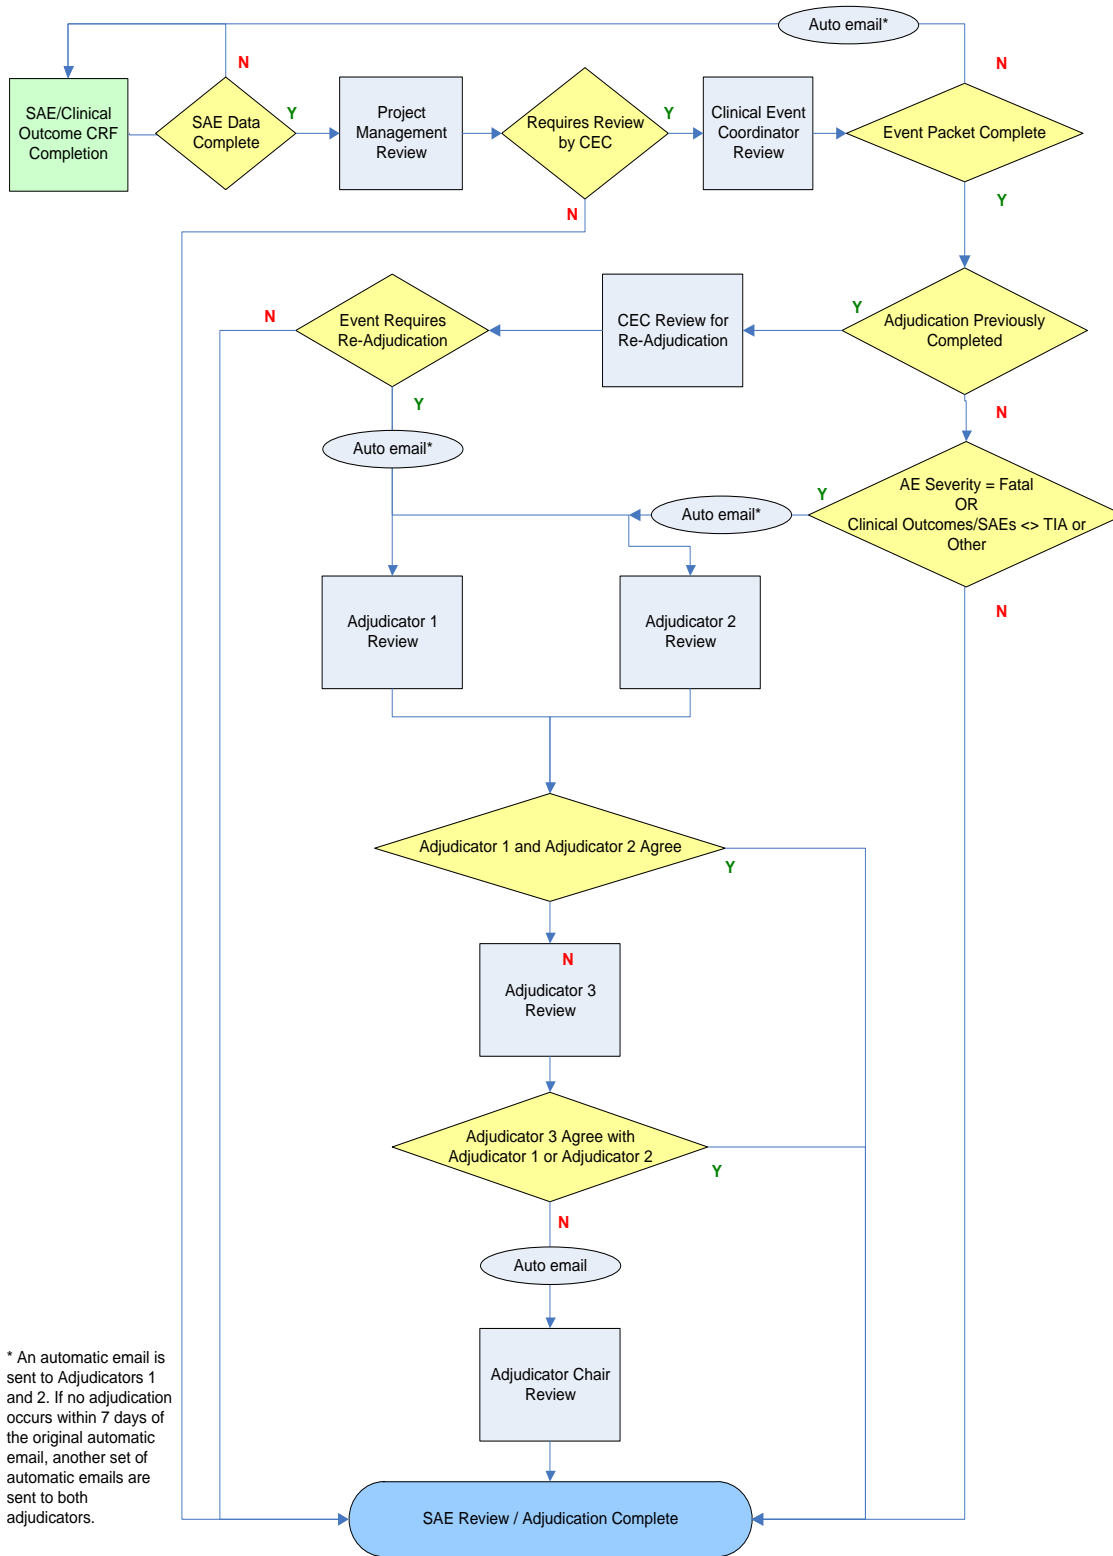 Auto email*
N
N
SAE/Clinical
Outcome CRF
Completion
SAE Data
Complete
Y
Project
Management
Review
Requires Review
by CEC
Y
Clinical Event
Coordinator
Review
Event Packet Complete
N
Y
Event Requires
Re-Adjudication
N
CEC Review for
Re-Adjudication
Y
Adjudication Previously
Completed
Y
N
Auto email*
Auto email*
Y
AE Severity = Fatal
OR
Clinical Outcomes/SAEs <> TIA or
Other
N
Adjudicator 1
Review
Adjudicator 2
Review
Adjudicator 1 and Adjudicator 2 Agree
Y
N
Adjudicator 3
Review
Adjudicator 3 Agree with
Adjudicator 1 or Adjudicator 2
Y
N
Auto email
Adjudicator Chair
Review
* An automatic email is
sent to Adjudicators 1
and 2. If no adjudication
occurs within 7 days of
the original automatic
email, another set of
automatic emails are
sent to both
adjudicators.
SAE Review / Adjudication Complete